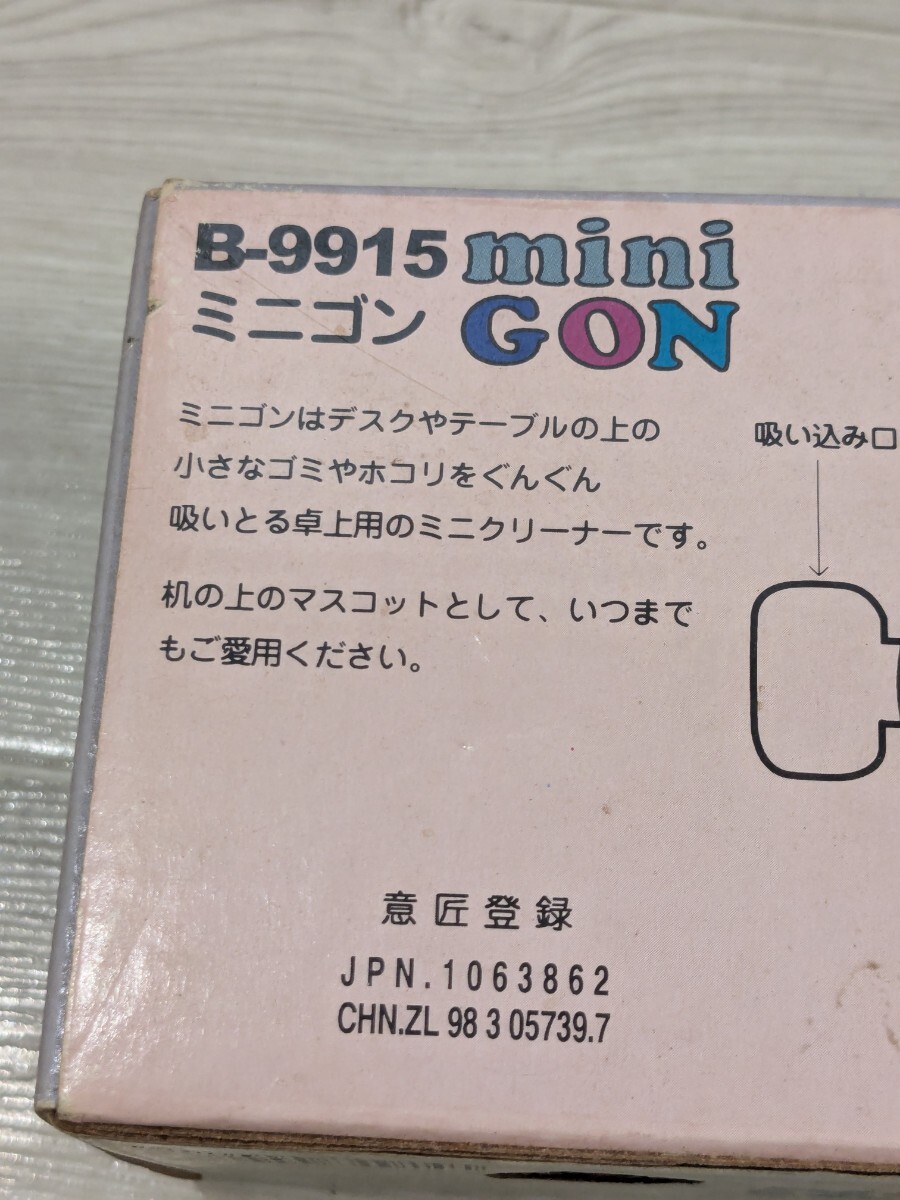 B-9915 mini
ミニゴン GON
ミニゴンはデスクやテーブルの上の
小さなゴミやホコリをぐんぐん
吸いとる卓上用のミニクリーナーです。
机の上のマスコットとして、いつまで
もご愛用ください。
吸い込み口
意匠登録
JPN.1063862
CHN.ZL 98 3 05739.7